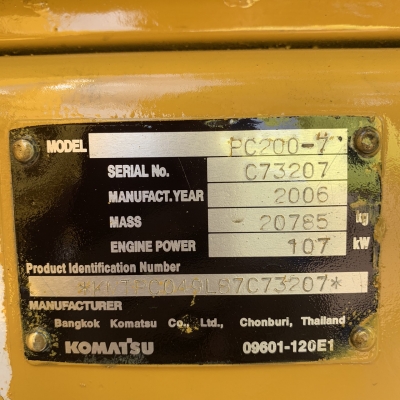 MODEL PC200-7
SERIAL No. C73207
MANUFACT.YEAR 2006
MASS 20785 kg
ENGINE POWER 107 kW
Product Identification Number
MANUFACTURER
Bangkok Komatsu Co., Ltd., Chonburi, Thailand
KOMATSU 09601-120E1